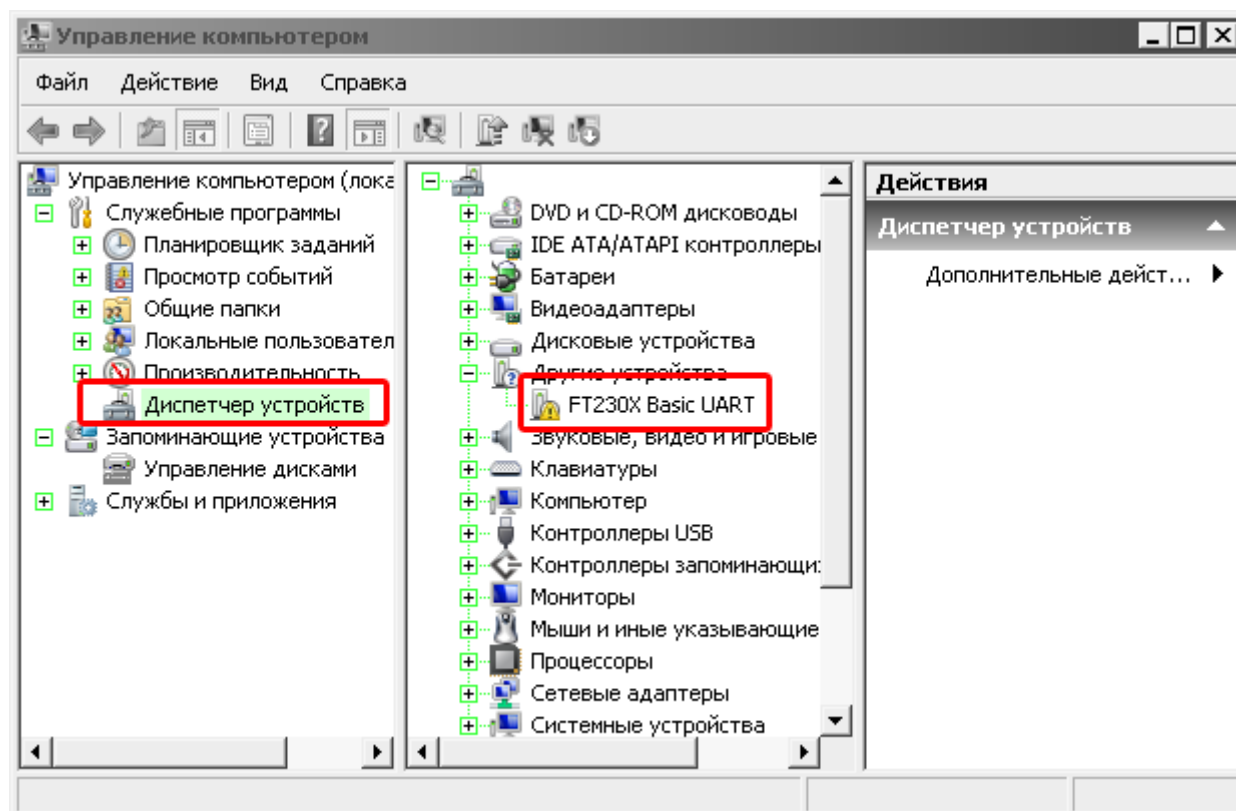 Управление компьютером
Файл Действие Вид Справка
Управление компьютером (лока
Служебные программы
Планировщик заданий
Просмотр событий
Общие папки
Локальные пользовател
Производительность
Диспетчер устройств
Запоминающие устройства
Управление дисками
Службы и приложения
DVD и CD-ROM дисководы
IDE ATA/ATAPI контроллеры
Батареи
Видеоадаптеры
Дисковые устройства
Другие устройства
FT230X Basic UART
Звуковые, видео и игровые
Клавиатуры
Компьютер
Контроллеры USB
Контроллеры запоминающи
Мониторы
Мыши и иные указывающие
Процессоры
Сетевые адаптеры
Системные устройства
Действия
Диспетчер устройств
Дополнительные дейст...